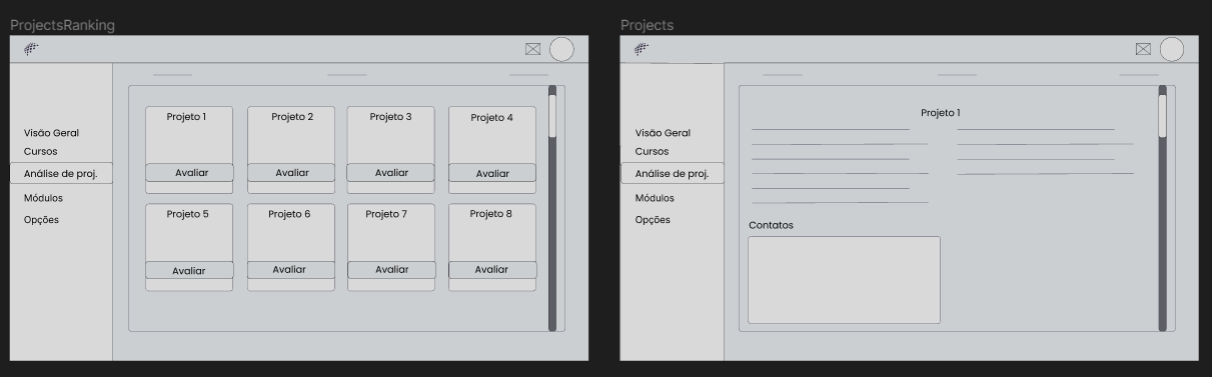 ProjectsRanking
Visão Geral
Cursos
Análise de proj.
Módulos
Opções
Projeto 1
Projeto 2
Projeto 3
Projeto 4
Avaliar
Avaliar
Avaliar
Avaliar
Projeto 5
Projeto 6
Projeto 7
Projeto 8
Avaliar
Avaliar
Avaliar
Avaliar
Projects
Visão Geral
Cursos
Análise de proj.
Módulos
Opções
Projeto 1
Contatos